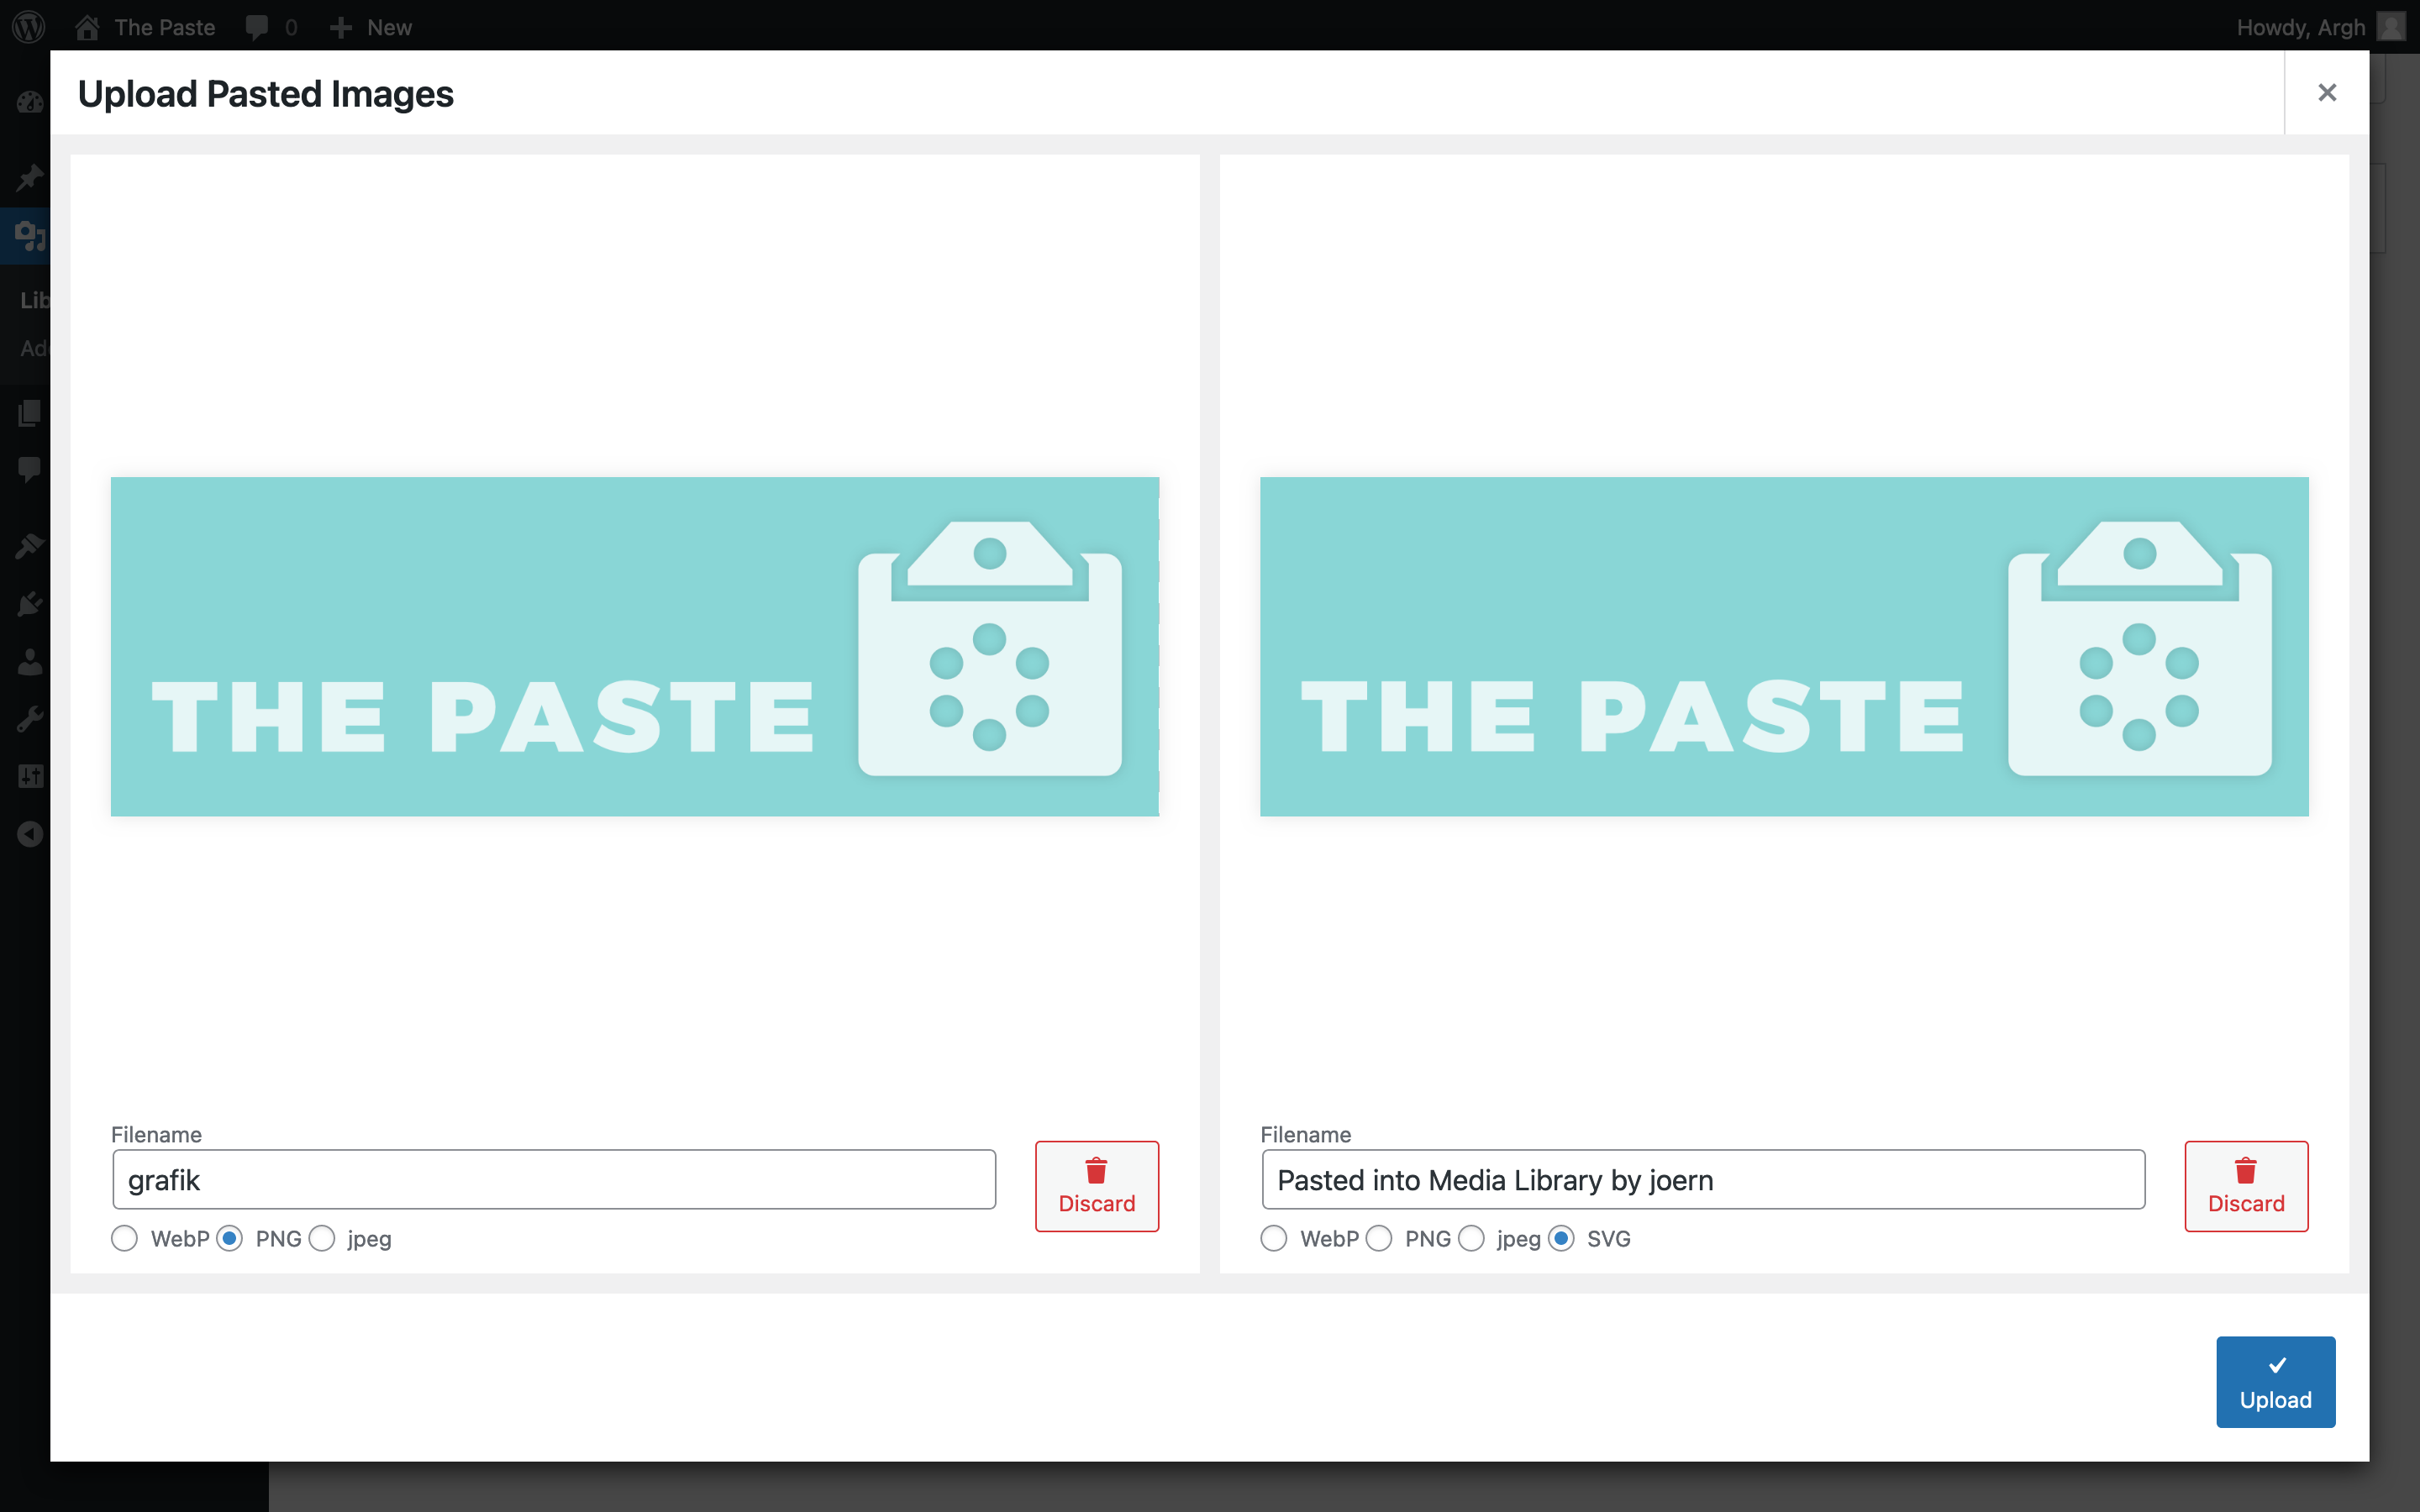 The Paste 0 New Howdy, Argh
Upload Pasted Images
Lib
Ad
THE PASTE
THE PASTE
Filename
grafik
Discard
WebP PNG jpeg
Filename
Pasted into Media Library by joern
Discard
WebP PNG jpeg SVG
Upload